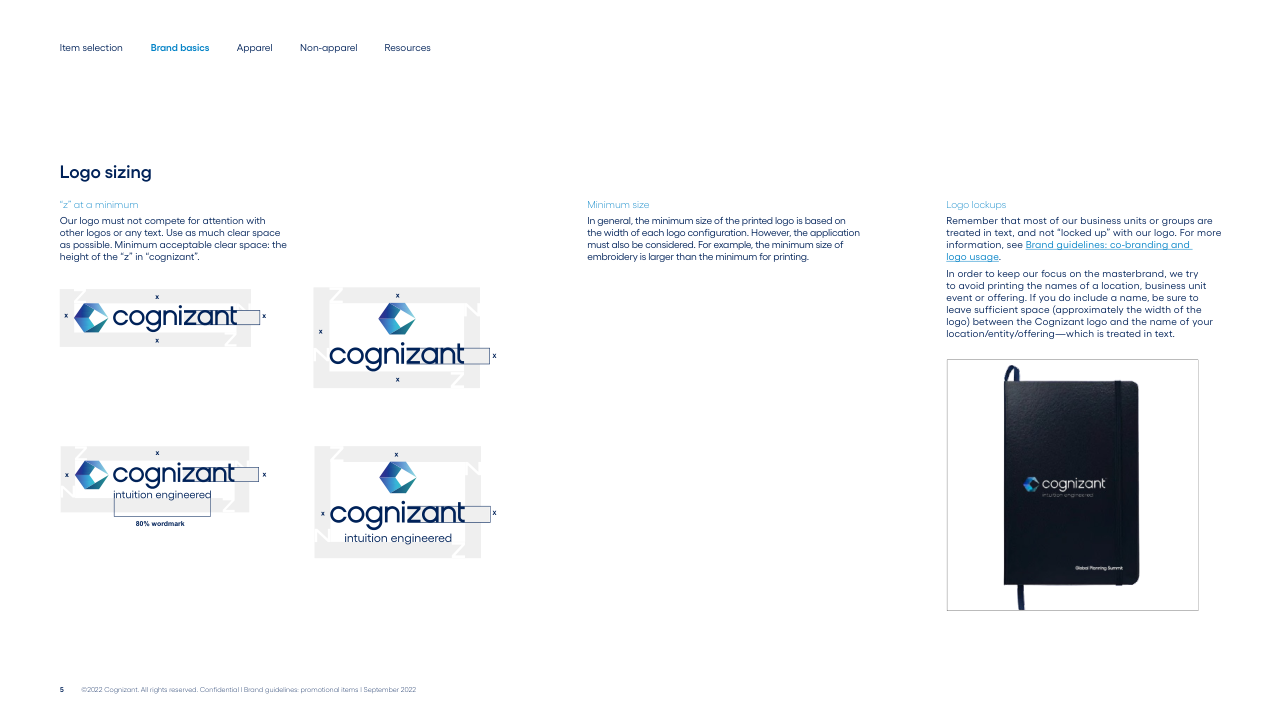 Item selection
Brand basics
Apparel
Non-apparel
Resources
Logo sizing
“z” at a minimum
Our logo must not compete for attention with
other logos or any text. Use as much clear space
as possible. Minimum acceptable clear space: the
height of the “z” in “cognizant”.
x
x
cognizant
x
x
x
x
cognizant
x
x
x
x
cognizant
x
intuition engineered
80% wordmark
x
x
cognizant
x
intuition engineered
Minimum size
In general, the minimum size of the printed logo is based on
the width of each logo configuration. However, the application
must also be considered. For example, the minimum size of
embroidery is larger than the minimum for printing.
Logo lockups
Remember that most of our business units or groups are
treated in text, and not “locked up” with our logo. For more
information, see Brand guidelines: co-branding and
logo usage.
In order to keep our focus on the masterbrand, we try
to avoid printing the names of a location, business unit
event or offering. If you do include a name, be sure to
leave sufficient space (approximately the width of the
logo) between the Cognizant logo and the name of your
location/entity/offering—which is treated in text.
cognizant
intuition engineered
Global Planning Summit
5
©2022 Cognizant. All rights reserved. Confidential I Brand guidelines: promotional items I September 2022